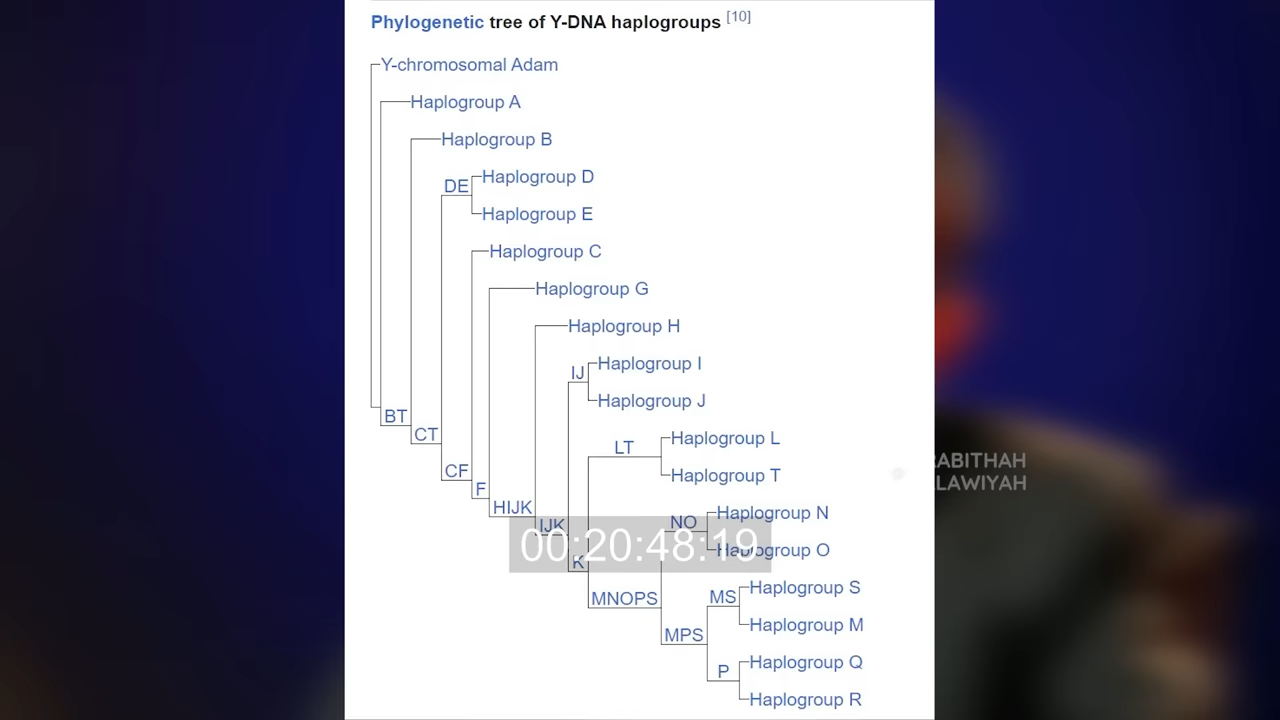 Phylogenetic tree of Y-DNA haplogroups [10]
Y-chromosomal Adam
Haplogroup A
Haplogroup B
DE
Haplogroup D
Haplogroup E
Haplogroup C
Haplogroup G
Haplogroup H
IJ
Haplogroup I
Haplogroup J
BT
CT
LT
Haplogroup L
Haplogroup T
CF
F
HIJK
IJK
K
NO
Haplogroup N
Haplogroup O
00:20:48:19
MNOPS
MS
Haplogroup S
Haplogroup M
MPS
P
Haplogroup Q
Haplogroup R
RABITHAH
LAWIYAH